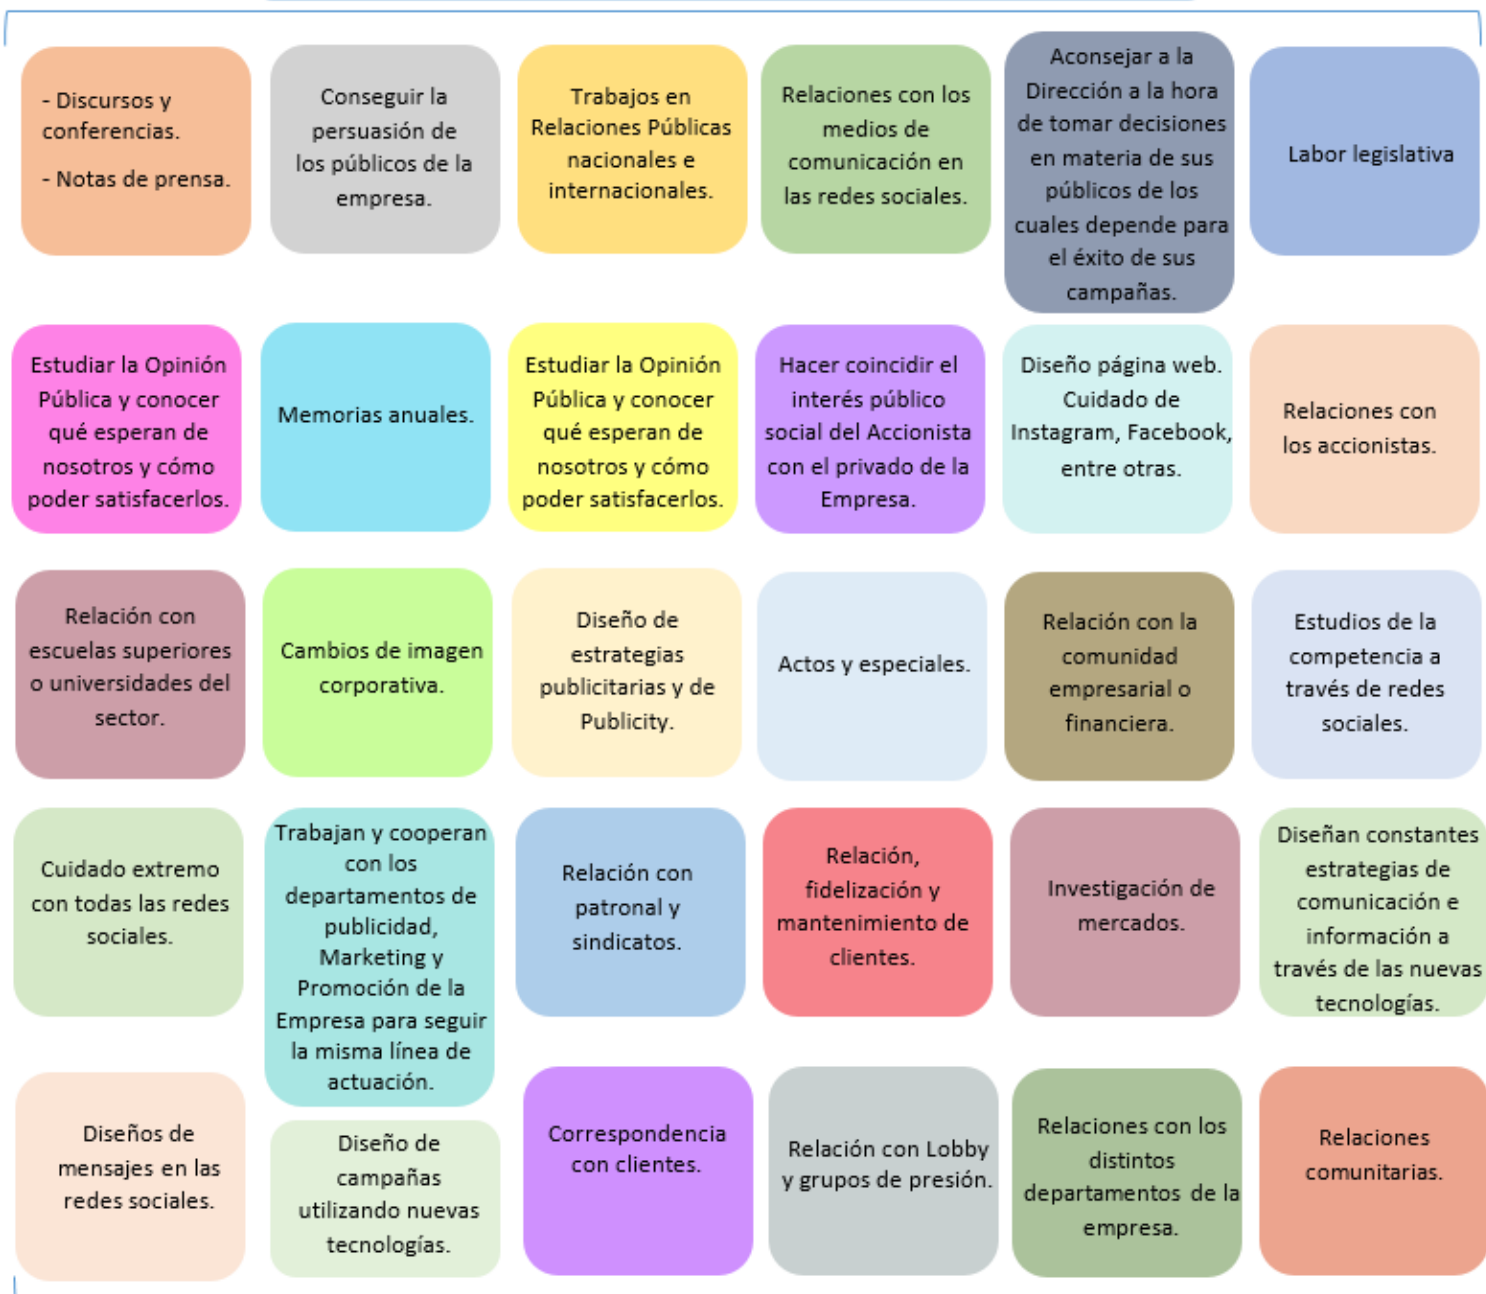 - Discursos y
conferencias.
- Notas de prensa.
Conseguir la
persuasión de
los públicos de la
empresa.
Trabajos en
Relaciones Públicas
nacionales e
internacionales.
Relaciones con los
medios de
comunicación en
las redes sociales.
Aconsejar a la
Dirección a la hora
de tomar decisiones
en materia de sus
públicos de los
cuales depende para
el éxito de sus
campañas.
Labor legislativa
Estudiar la Opinión
Pública y conocer
qué esperan de
nosotros y cómo
poder satisfacerlos.
Memorias anuales.
Estudiar la Opinión
Pública y conocer
qué esperan de
nosotros y cómo
poder satisfacerlos.
Hacer coincidir el
interés público
social del Accionista
con el privado de la
Empresa.
Diseño página web.
Cuidado de
Instagram, Facebook,
entre otras.
Relaciones con
los accionistas.
Relación con
escuelas superiores
o universidades del
sector.
Cambios de imagen
corporativa.
Diseño de
estrategias
publicitarias y de
Publicity.
Actos y especiales.
Relación con la
comunidad
empresarial o
financiera.
Estudios de la
competencia a
través de redes
sociales.
Cuidado extremo
con todas las redes
sociales.
Trabajan y cooperan
con los
departamentos de
publicidad,
Marketing y
Promoción de la
Empresa para seguir
la misma línea de
actuación.
Relación con
patronal y
sindicatos.
Relación,
fidelización y
mantenimiento de
clientes.
Investigación de
mercados.
Diseñan constantes
estrategias de
comunicación e
información a
través de las nuevas
tecnologías.
Diseños de
mensajes en las
redes sociales.
Diseño de
campañas
utilizando nuevas
tecnologías.
Correspondencia
con clientes.
Relación con Lobby
y grupos de presión.
Relaciones con los
distintos
departamentos de la
empresa.
Relaciones
comunitarias.